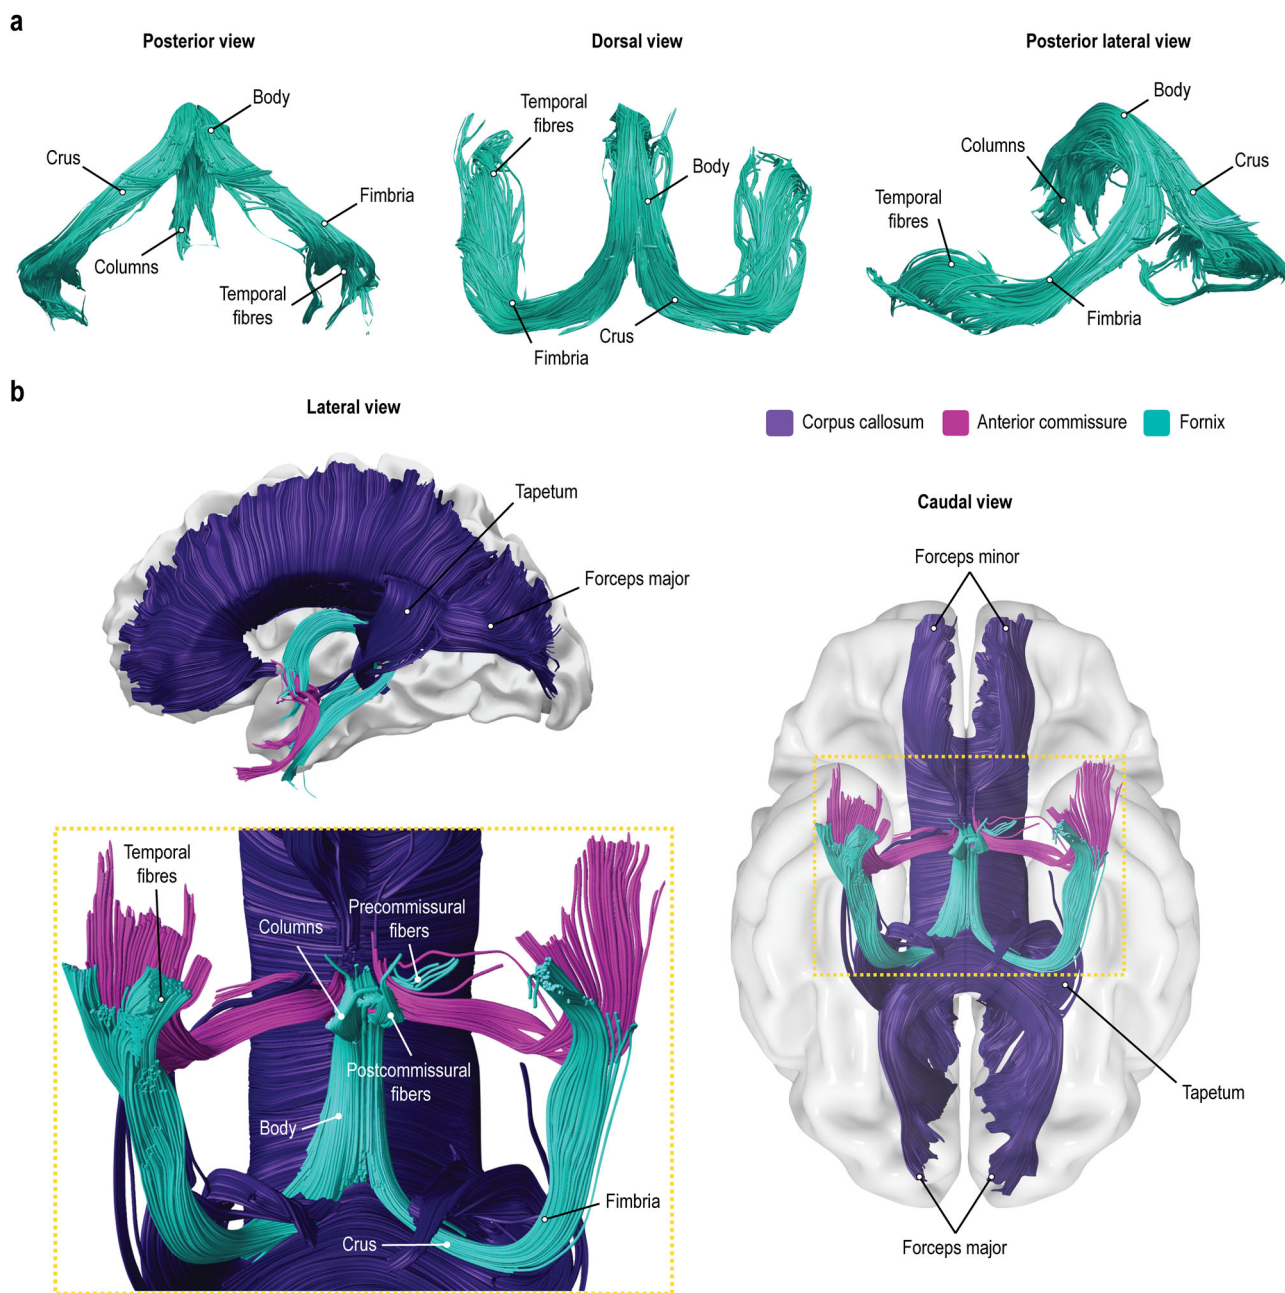 a
Posterior view
Body
Crus
Fimbria
Columns
Temporal
fibres
Dorsal view
Temporal
fibres
Body
Crus
Fimbria
Posterior lateral view
Body
Columns
Crus
Temporal
fibres
Fimbria
b
Lateral view
Tapetum
Forceps major
Corpus callosum
Anterior commissure
Fornix
Caudal view
Forceps minor
Tapetum
Forceps major
Temporal
fibres
Columns
Precommissural
fibers
Postcommissural
fibers
Body
Fimbria
Crus